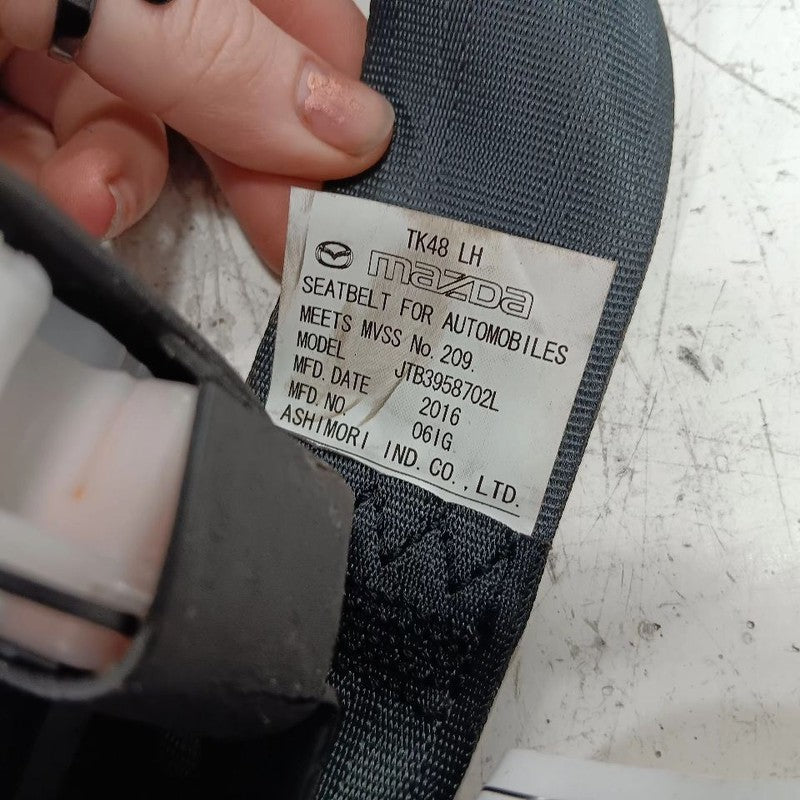 TK48 LH
mazda
SEATBELT FOR AUTOMOBILES
MEETS MVSS No. 209.
MODEL JTB3958702L
MFD. DATE 2016
MFD. NO. 06IG
ASHIMORI IND. CO., LTD.